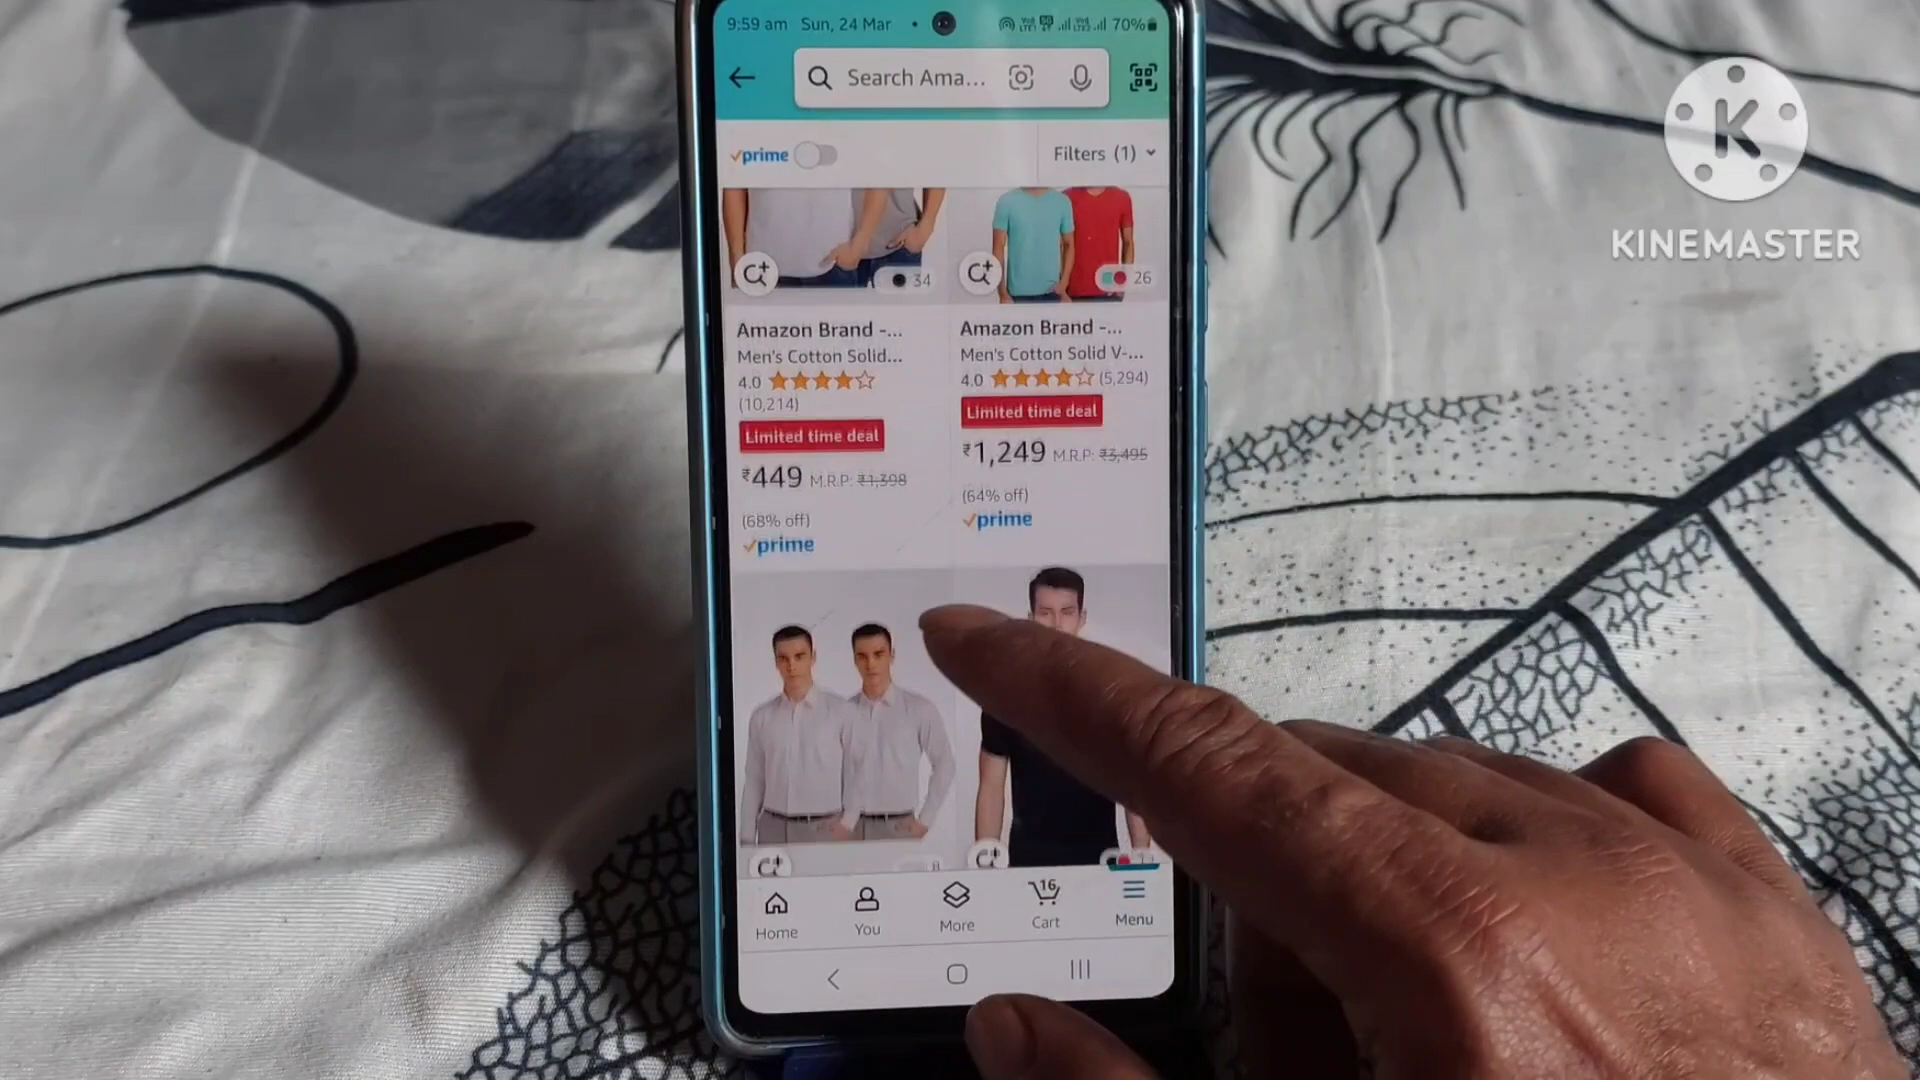 9:59 am Sun, 24 Mar 70%
Search Ama...
prime
Filters (1)
34
26
Amazon Brand -...
Men's Cotton Solid...
4.0
(10,214)
Limited time deal
₹449 M.R.P: ₹1,398
(68% off)
prime
Amazon Brand -...
Men's Cotton Solid V-...
4.0 (5,294)
Limited time deal
₹1,249 M.R.P: ₹3,495
(64% off)
prime
8
Home
You
More
16
Cart
Menu
K
KINEMASTER